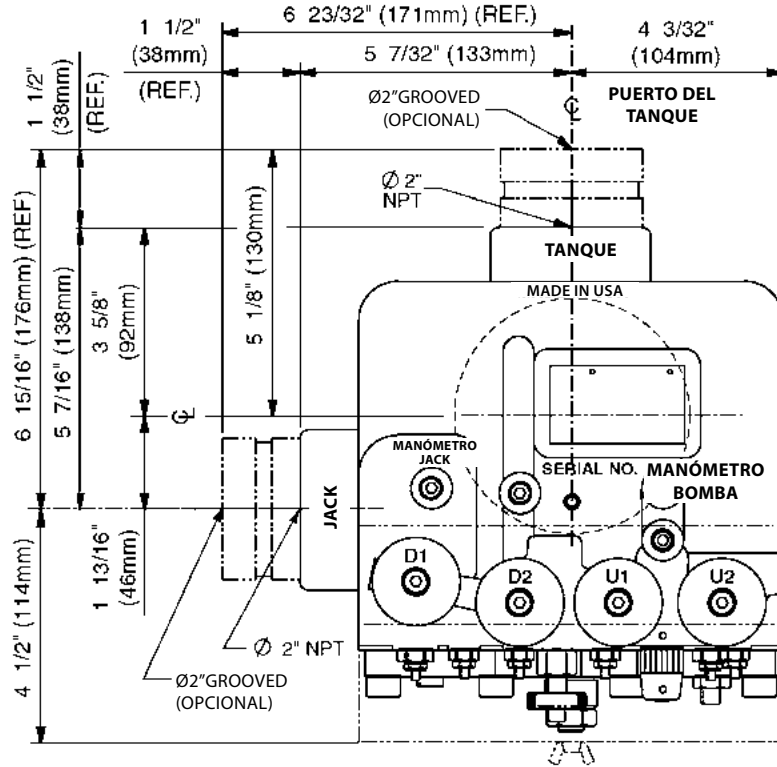 6 23/32" (171mm) (REF.)
1 1/2"
(38mm)
(REF.)
5 7/32" (133mm)
4 3/32"
(104mm)
1 1/2"
(38mm)
(REF.)
Ø2"GROOVED
(OPCIONAL)
℄
PUERTO DEL
TANQUE
Ø 2"
NPT
TANQUE
MADE IN USA
6 15/16" (176mm) (REF)
5 7/16" (138mm)
3 5/8"
(92mm)
5 1/8" (130mm)
℄
MANÓMETRO
JACK
SERIAL NO.
MANÓMETRO
BOMBA
JACK
D1
D2
U1
U2
4 1/2" (114mm)
1 13/16"
(46mm)
Ø 2" NPT
Ø2"GROOVED
(OPCIONAL)